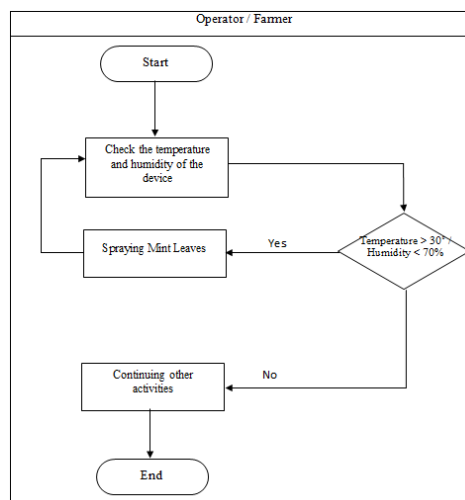 Operator / Farmer
Start
Check the temperature
and humidity of the
device
Temperature > 30° /
Humidity < 70%
Yes
Spraying Mint Leaves
No
Continuing other
activities
End